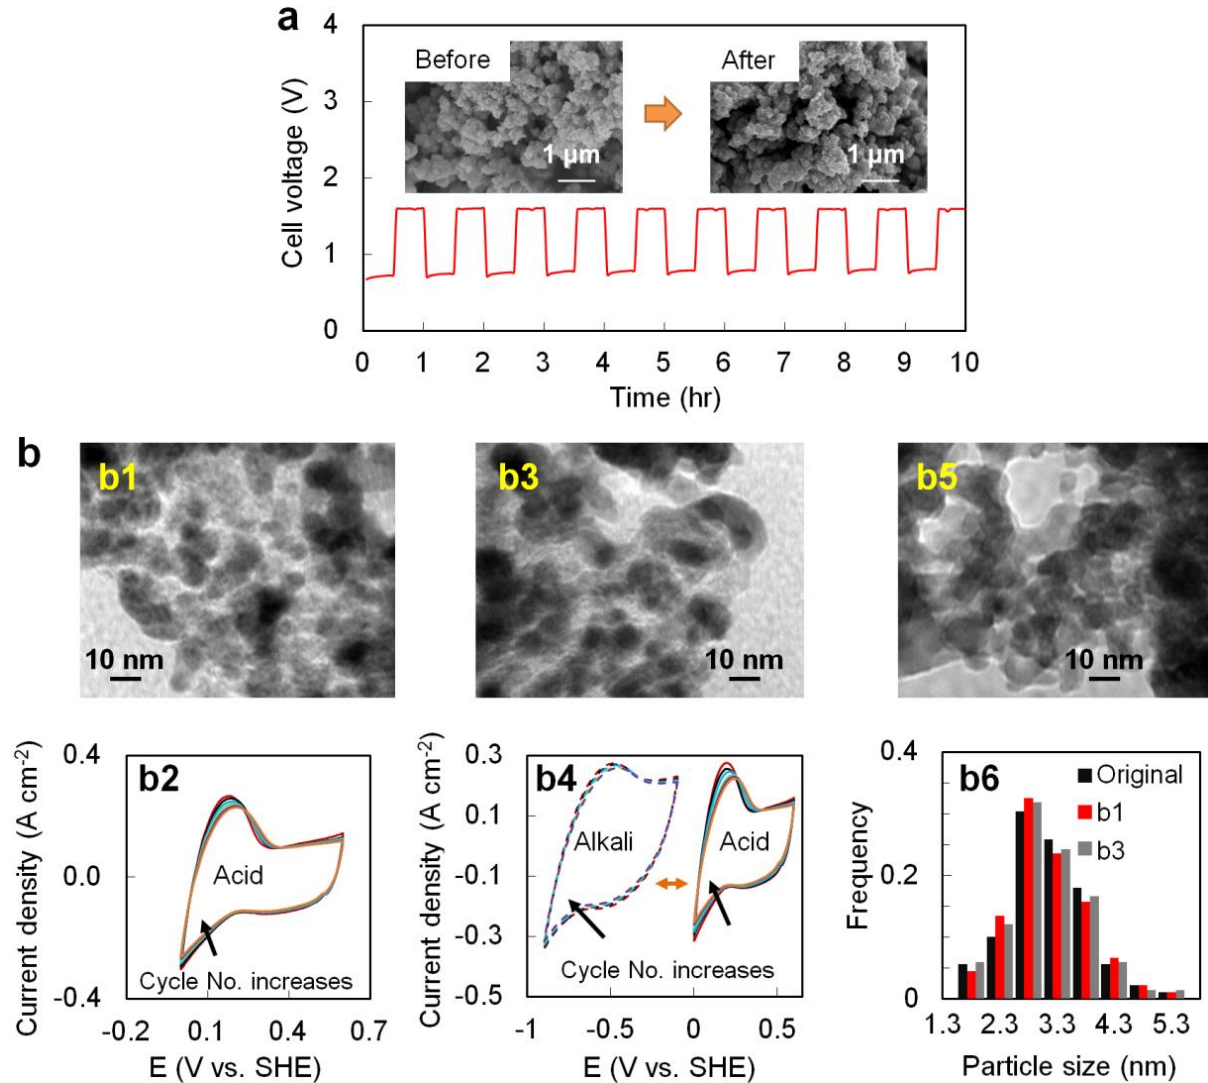 a
4
3
2
1
0
Cell voltage (V)
Before
After
1 µm
1 µm
0 1 2 3 4 5 6 7 8 9 10
Time (hr)
b
b1
b3
b5
10 nm
10 nm
10 nm
b2
0.4
0.0
-0.4
Current density (A cm⁻²)
Acid
Cycle No. increases
-0.2 0.1 0.4 0.7
E (V vs. SHE)
b4
0.3
0.1
-0.1
-0.3
-0.5
Current density (A cm⁻²)
Alkali
Acid
Cycle No. increases
-1 -0.5 0 0.5
E (V vs. SHE)
b6
0.4
0.2
0
Frequency
Original
b1
b3
1.3 2.3 3.3 4.3 5.3
Particle size (nm)